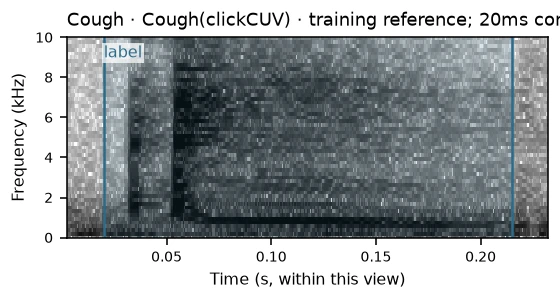 Cough · Cough(clickCUV) · training reference; 20ms con
label
Frequency (kHz)
10
8
6
4
2
0
0.05
0.10
0.15
0.20
Time (s, within this view)